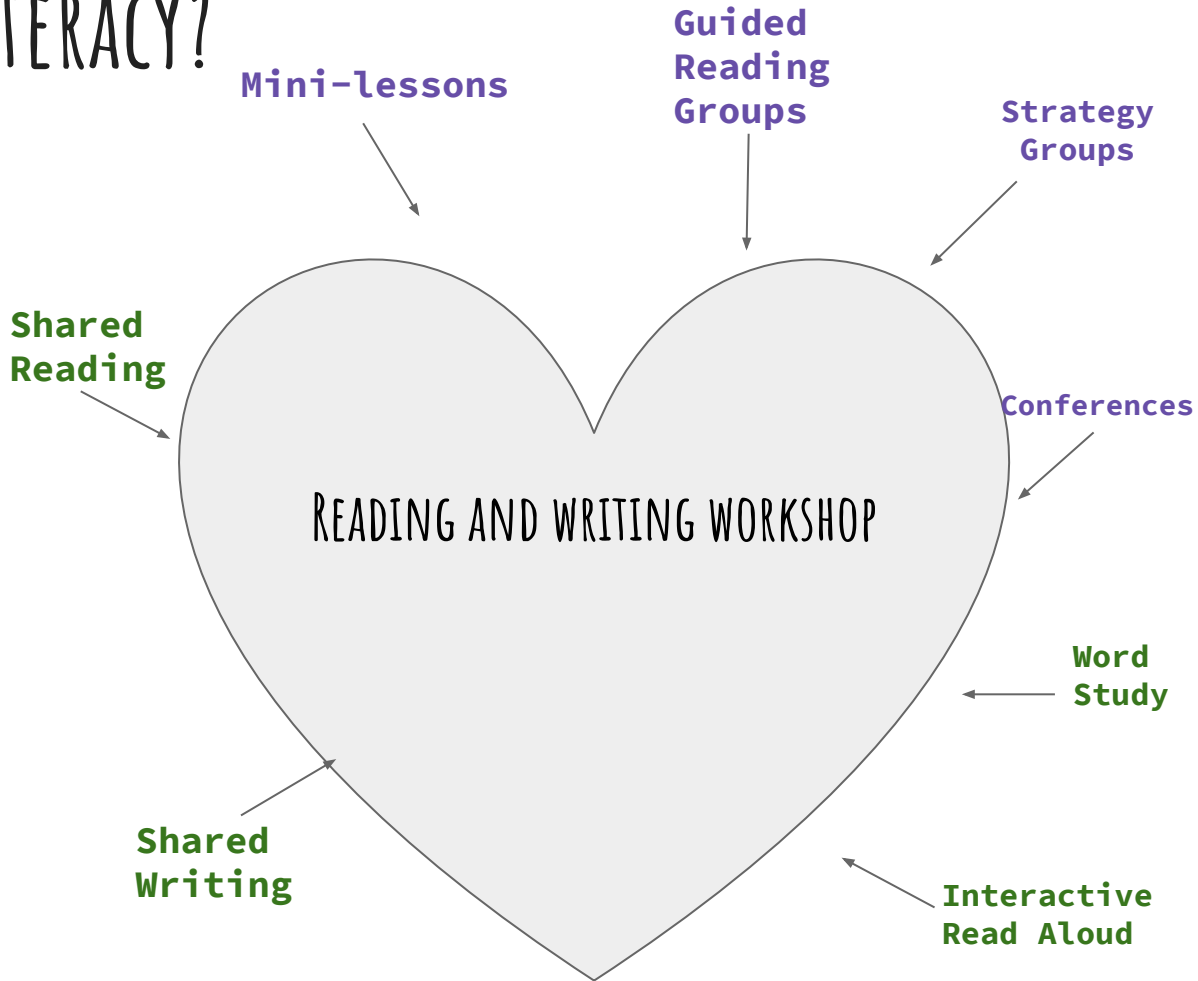 Mini-lessons
Guided
Reading
Groups
Strategy
Groups
Shared
Reading
Conferences
READING AND WRITING WORKSHOP
Word
Study
Shared
Writing
Interactive
Read Aloud